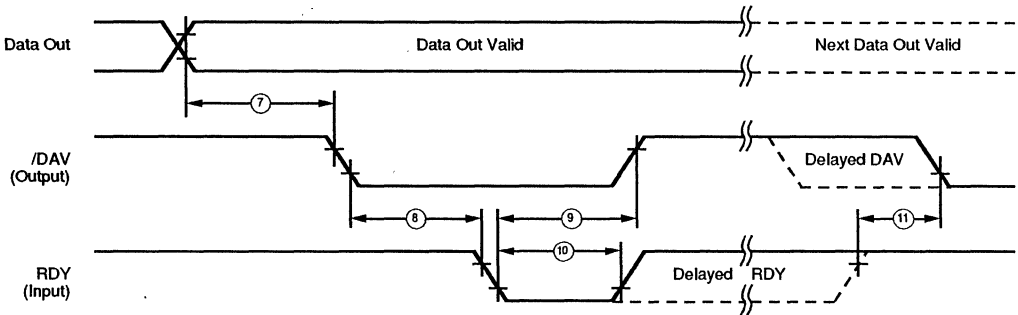 Data Out
Data Out Valid
Next Data Out Valid
7
/DAV
(Output)
Delayed DAV
8
9
11
10
RDY
(Input)
Delayed RDY